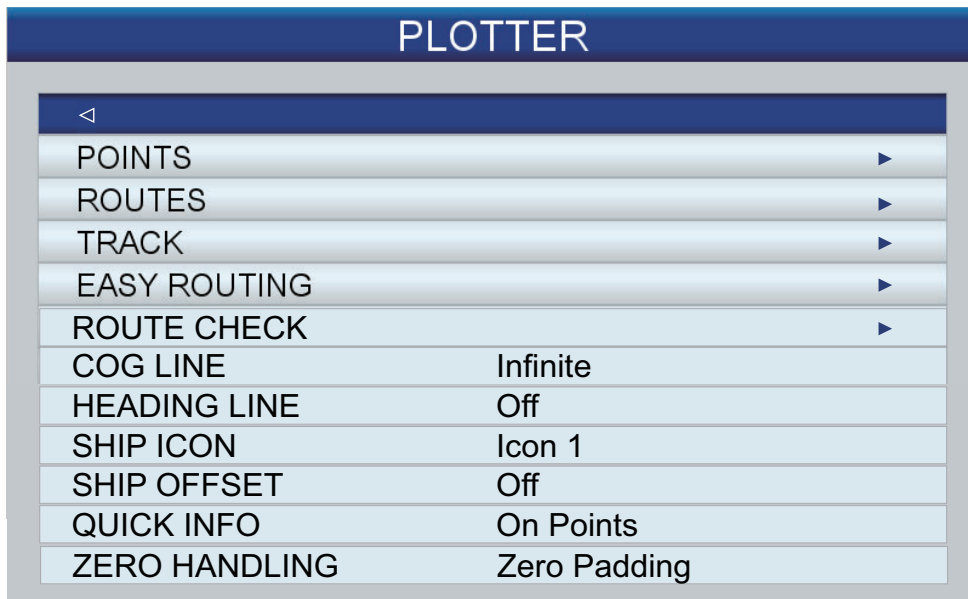 PLOTTER
POINTS
ROUTES
TRACK
EASY ROUTING
ROUTE CHECK
COG LINE Infinite
HEADING LINE Off
SHIP ICON Icon 1
SHIP OFFSET Off
QUICK INFO On Points
ZERO HANDLING Zero Padding